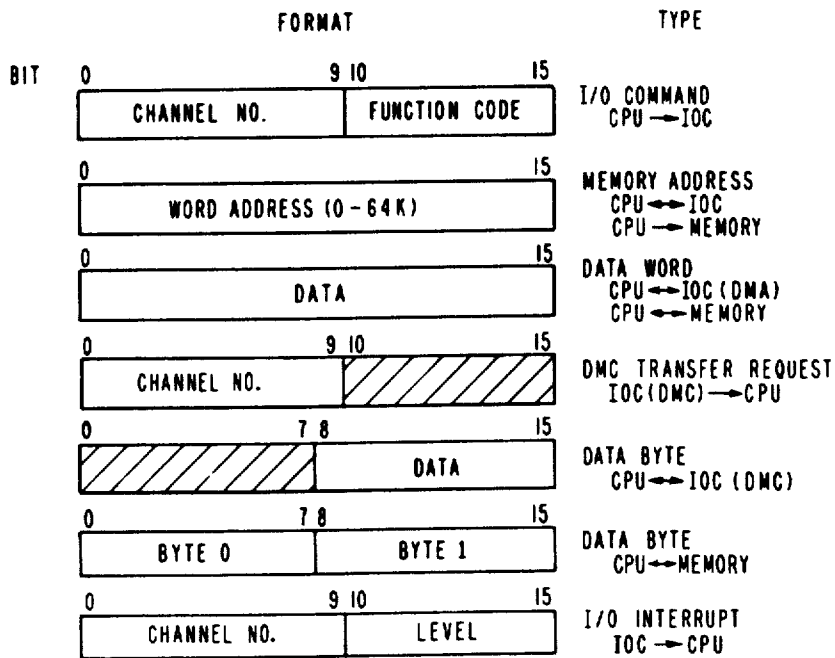 FORMAT TYPE
BIT 0 9 10 15
CHANNEL NO. FUNCTION CODE I/O COMMAND
CPU → IOC
0 15
WORD ADDRESS (0-64K) MEMORY ADDRESS
CPU ↔ IOC
CPU → MEMORY
0 15
DATA DATA WORD
CPU ↔ IOC (DMA)
CPU ↔ MEMORY
0 9 10 15
CHANNEL NO. DMC TRANSFER REQUEST
IOC(DMC) → CPU
0 7 8 15
DATA DATA BYTE
CPU ↔ IOC (DMC)
0 7 8 15
BYTE 0 BYTE 1 DATA BYTE
CPU ↔ MEMORY
0 9 10 15
CHANNEL NO. LEVEL I/O INTERRUPT
IOC → CPU